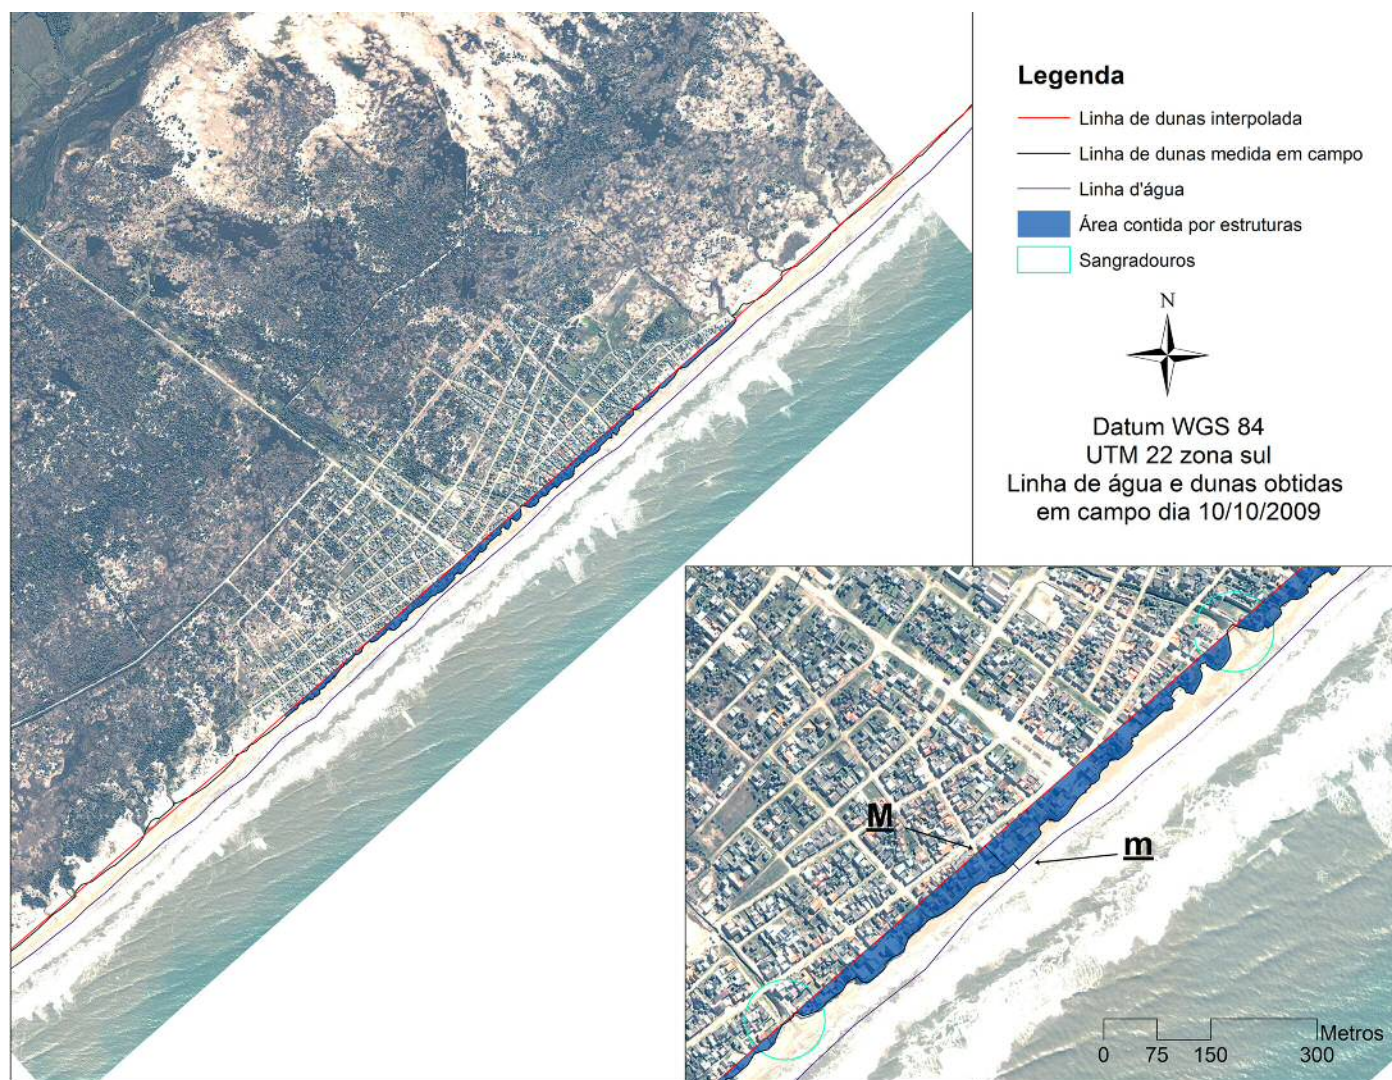 Legenda
Linha de dunas interpolada
Linha de dunas medida em campo
Linha d'água
Área contida por estruturas
Sangradouros
N
Datum WGS 84
UTM 22 zona sul
Linha de água e dunas obtidas
em campo dia 10/10/2009
M
m
Metros
0 75 150 300